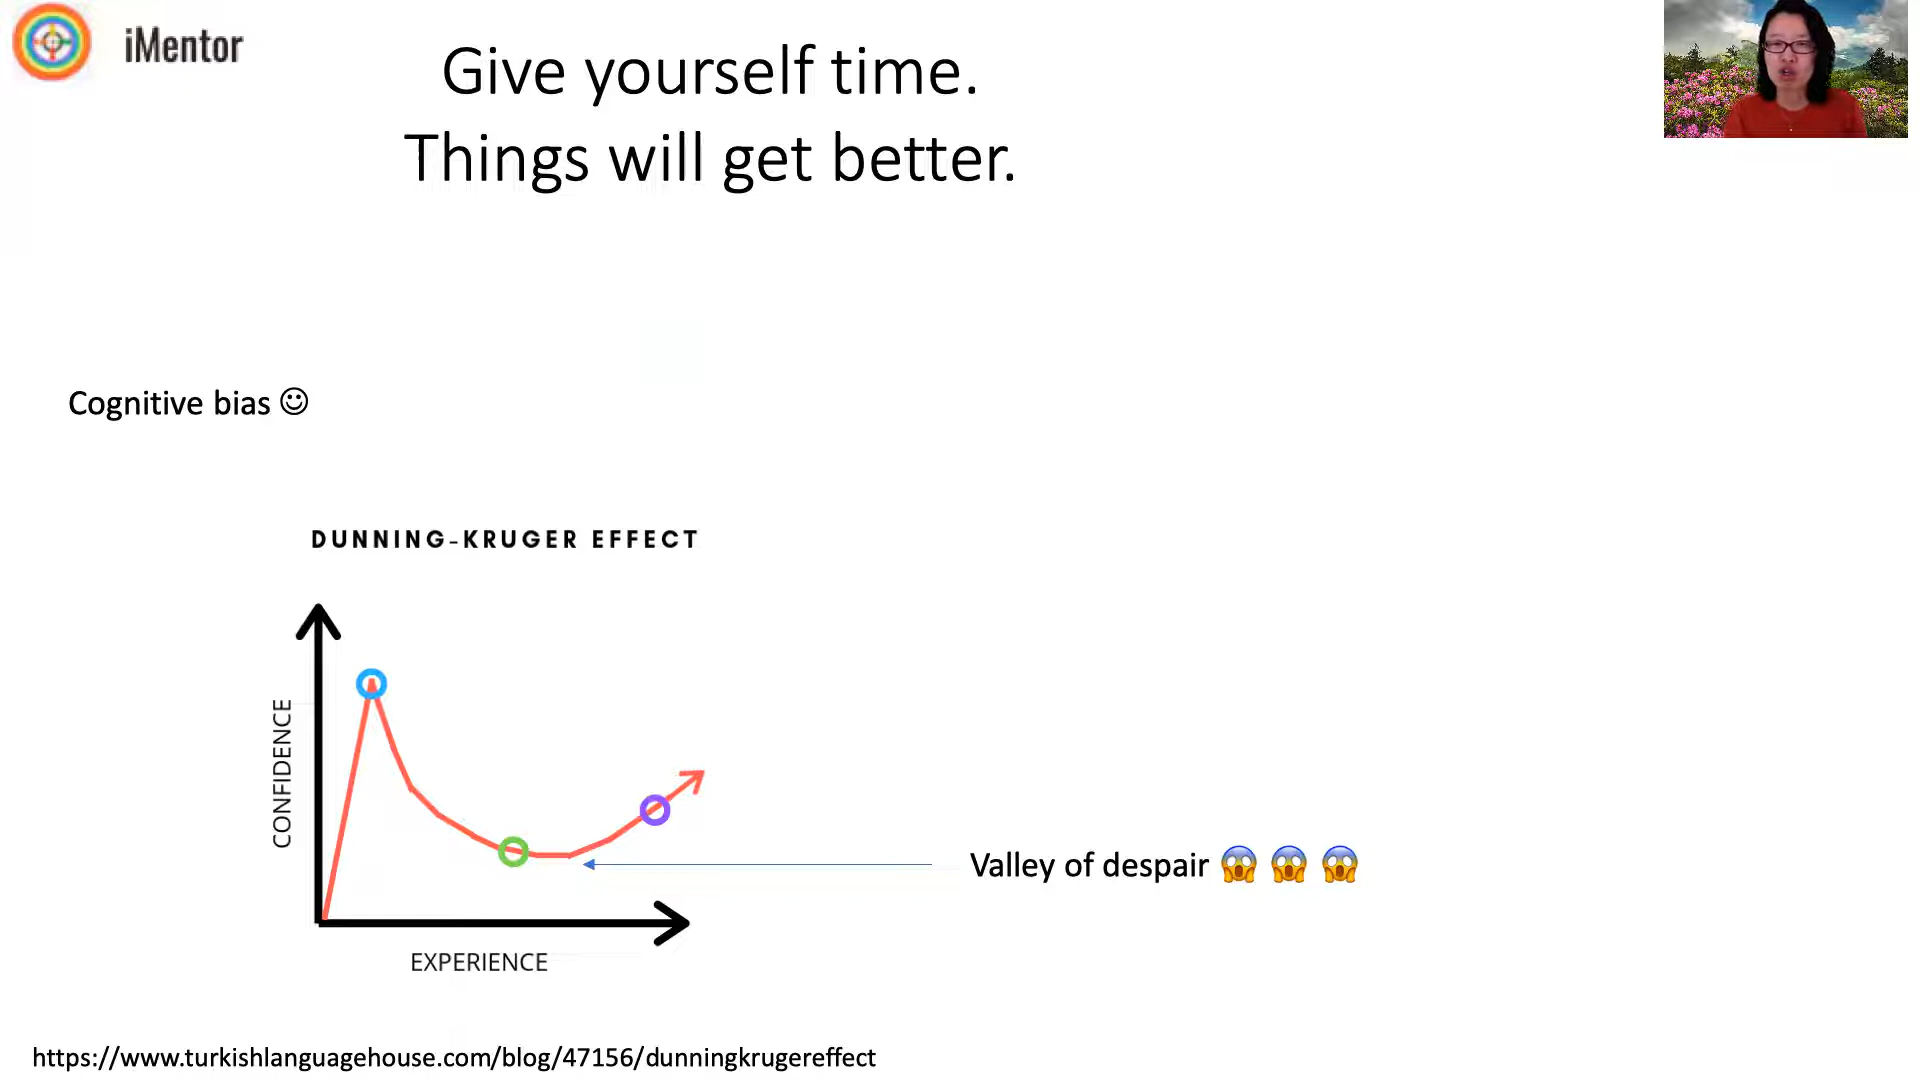 iMentor
Give yourself time.
Things will get better.
Cognitive bias ☺
DUNNING-KRUGER EFFECT
CONFIDENCE
Valley of despair 😱 😱 😱
EXPERIENCE
https://www.turkishlanguagehouse.com/blog/47156/dunningkrugereffect